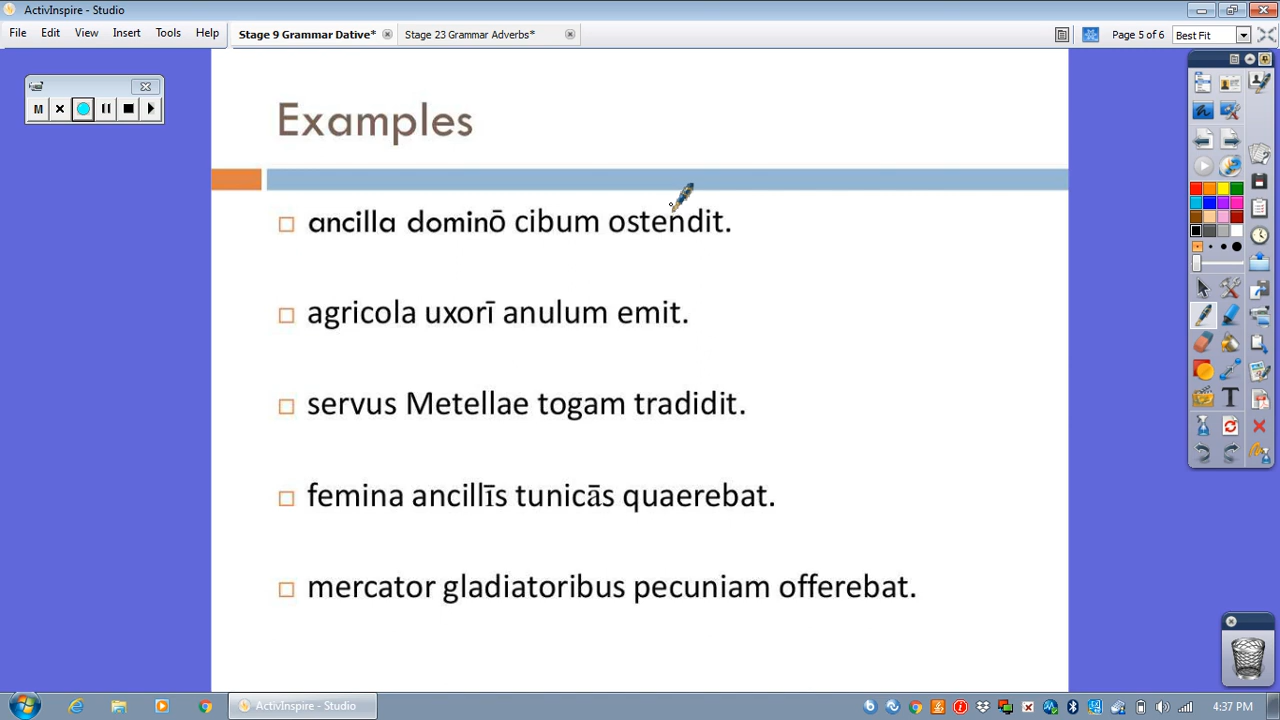 ActivInspire - Studio
File Edit View Insert Tools Help
Stage 9 Grammar Dative* Stage 23 Grammar Adverbs* Page 5 of 6 Best Fit
M
Examples
ancilla dominō cibum ostendit.
agricola uxorī anulum emit.
servus Metellae togam tradidit.
femina ancillīs tunicās quaerebat.
mercator gladiatoribus pecuniam offerebat.
ActivInspire - Studio 4:37 PM